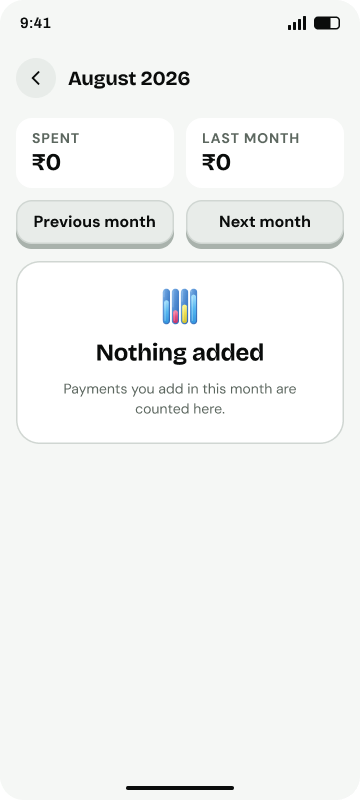 9:41
August 2026
SPENT
₹0
LAST MONTH
₹0
Previous month
Next month
Nothing added
Payments you add in this month are
counted here.